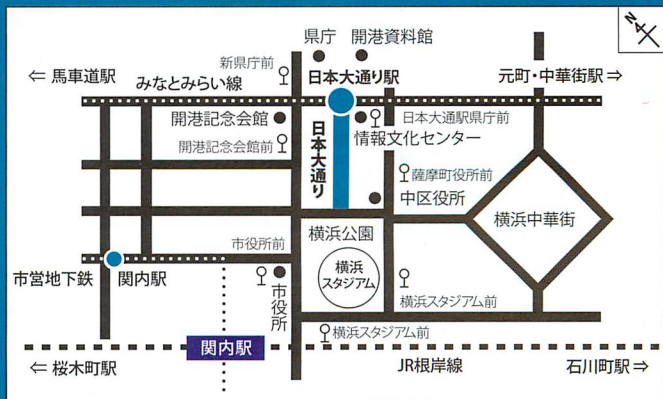 県庁 開港資料館
N
新県庁前
⇐ 馬車道駅
みなとみらい線
日本大通り駅
元町・中華街駅⇒
開港記念会館
日本大通駅県庁前
情報文化センター
開港記念会館前
日本大通り
薩摩町役所前
中区役所
横浜中華街
市役所前
横浜公園
横浜
スタジアム
市営地下鉄
関内駅
市役所
横浜スタジアム前
横浜スタジアム前
関内駅
⇐ 桜木町駅
JR根岸線
石川町駅⇒